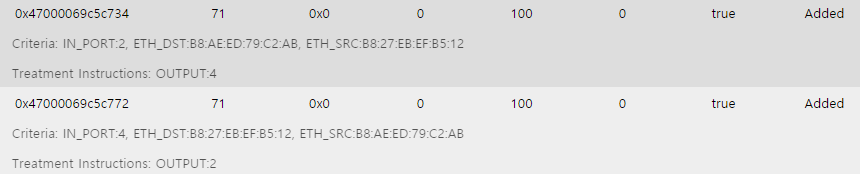 0x47000069c5c734 71 0x0 0 100 0 true Added
Criteria: IN_PORT:2, ETH_DST:B8:AE:ED:79:C2:AB, ETH_SRC:B8:27:EB:EF:B5:12
Treatment Instructions: OUTPUT:4
0x47000069c5c772 71 0x0 0 100 0 true Added
Criteria: IN_PORT:4, ETH_DST:B8:27:EB:EF:B5:12, ETH_SRC:B8:AE:ED:79:C2:AB
Treatment Instructions: OUTPUT:2